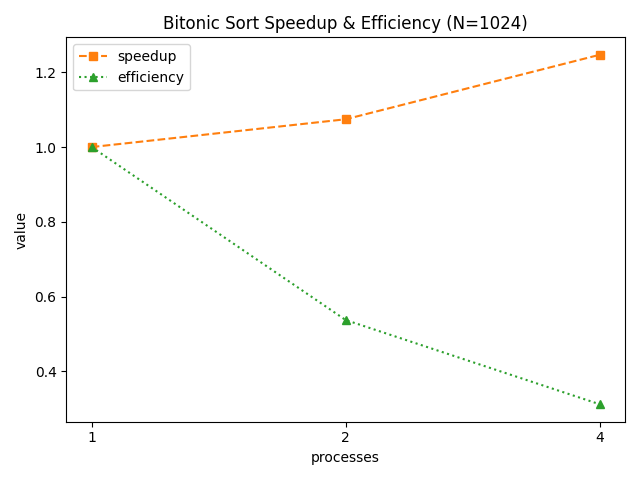 Bitonic Sort Speedup & Efficiency (N=1024)
speedup
efficiency
1.2
1.0
0.8
0.6
0.4
value
1 2 4
processes